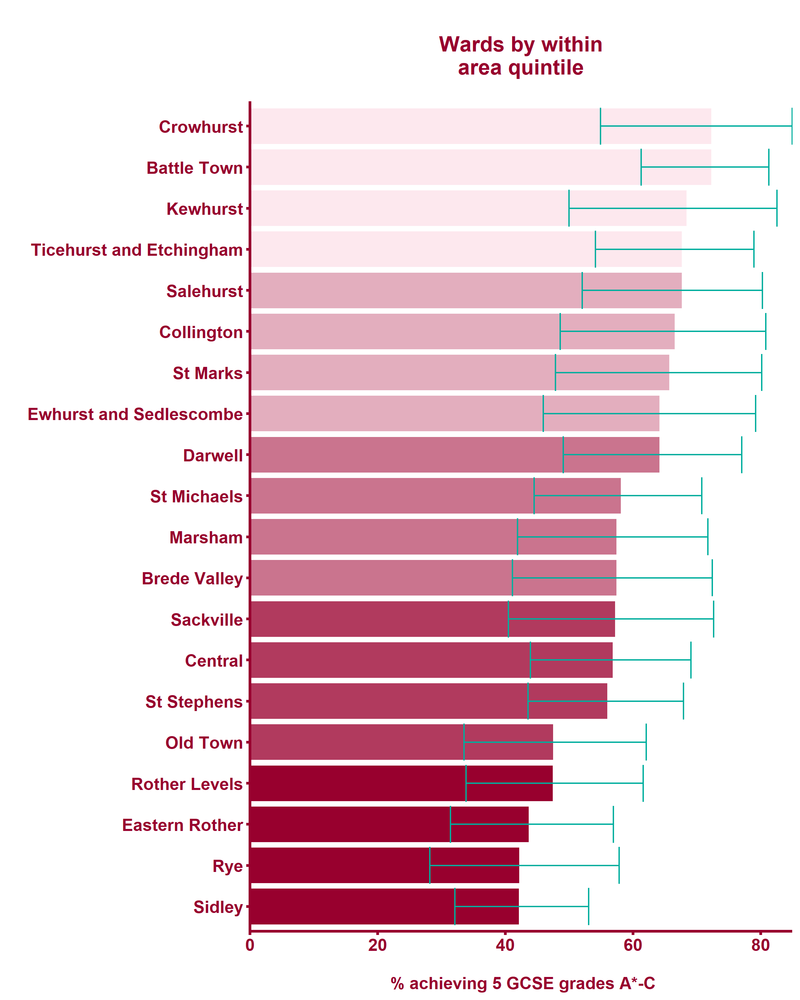 Wards by within
area quintile
Crowhurst
Battle Town
Kewhurst
Ticehurst and Etchingham
Salehurst
Collington
St Marks
Ewhurst and Sedlescombe
Darwell
St Michaels
Marsham
Brede Valley
Sackville
Central
St Stephens
Old Town
Rother Levels
Eastern Rother
Rye
Sidley
0 20 40 60 80
% achieving 5 GCSE grades A*-C